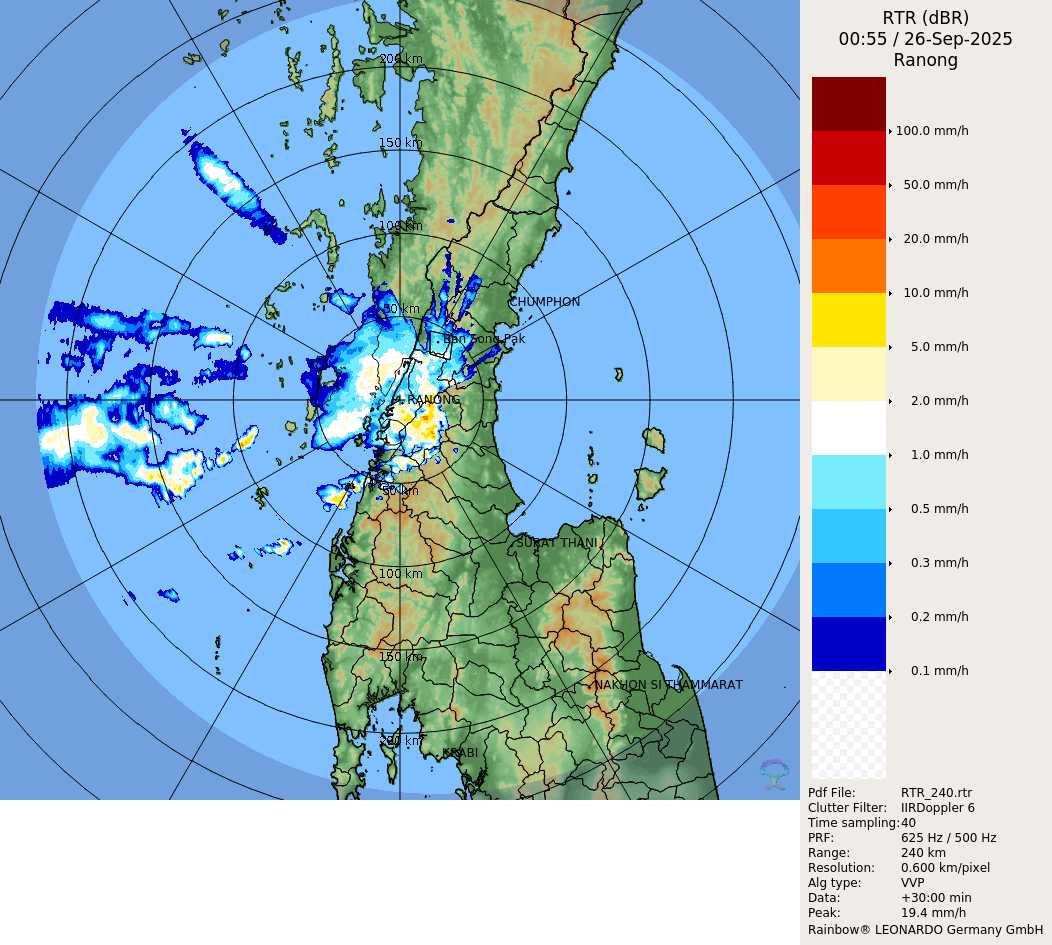 RTR (dBR)
00:55 / 26-Sep-2025
Ranong
200 km
150 km
100 km
50 km
CHUMPHON
Ban Song Pak
RANONG
50 km
SURAT THANI
100 km
150 km
NAKHON SI THAMMARAT
200 km
KRABI
100.0 mm/h
50.0 mm/h
20.0 mm/h
10.0 mm/h
5.0 mm/h
2.0 mm/h
1.0 mm/h
0.5 mm/h
0.3 mm/h
0.2 mm/h
0.1 mm/h
Pdf File: RTR_240.rtr
Clutter Filter: IIRDoppler 6
Time sampling:40
PRF: 625 Hz / 500 Hz
Range: 240 km
Resolution: 0.600 km/pixel
Alg type: VVP
Data: +30:00 min
Peak: 19.4 mm/h
Rainbow® LEONARDO Germany GmbH